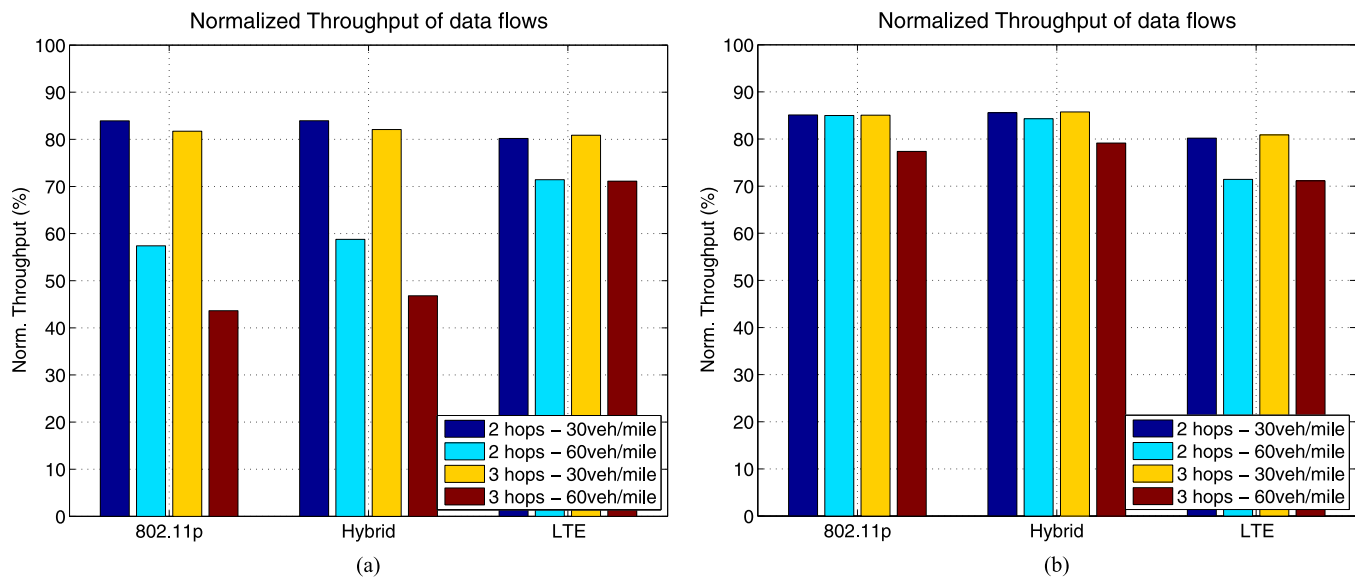 Normalized Throughput of data flows
100
90
80
70
60
50
40
30
20
10
0
Norm. Throughput (%)
802.11p
Hybrid
LTE
2 hops – 30veh/mile
2 hops – 60veh/mile
3 hops – 30veh/mile
3 hops – 60veh/mile
(a)
Normalized Throughput of data flows
100
90
80
70
60
50
40
30
20
10
0
Norm. Throughput (%)
802.11p
Hybrid
LTE
2 hops – 30veh/mile
2 hops – 60veh/mile
3 hops – 30veh/mile
3 hops – 60veh/mile
(b)